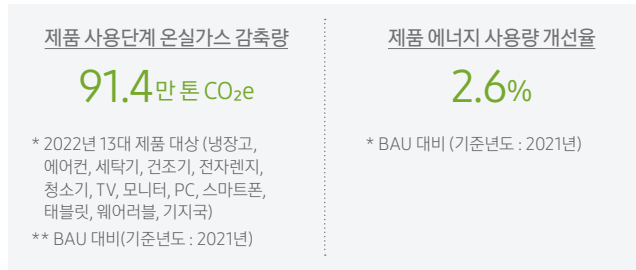 제품 사용단계 온실가스 감축량
91.4만 톤 CO₂e
* 2022년 13대 제품 대상 (냉장고,
에어컨, 세탁기, 건조기, 전자렌지,
청소기, TV, 모니터, PC, 스마트폰,
태블릿, 웨어러블, 기지국)
** BAU 대비(기준년도 : 2021년)
제품 에너지 사용량 개선율
2.6%
* BAU 대비 (기준년도 : 2021년)